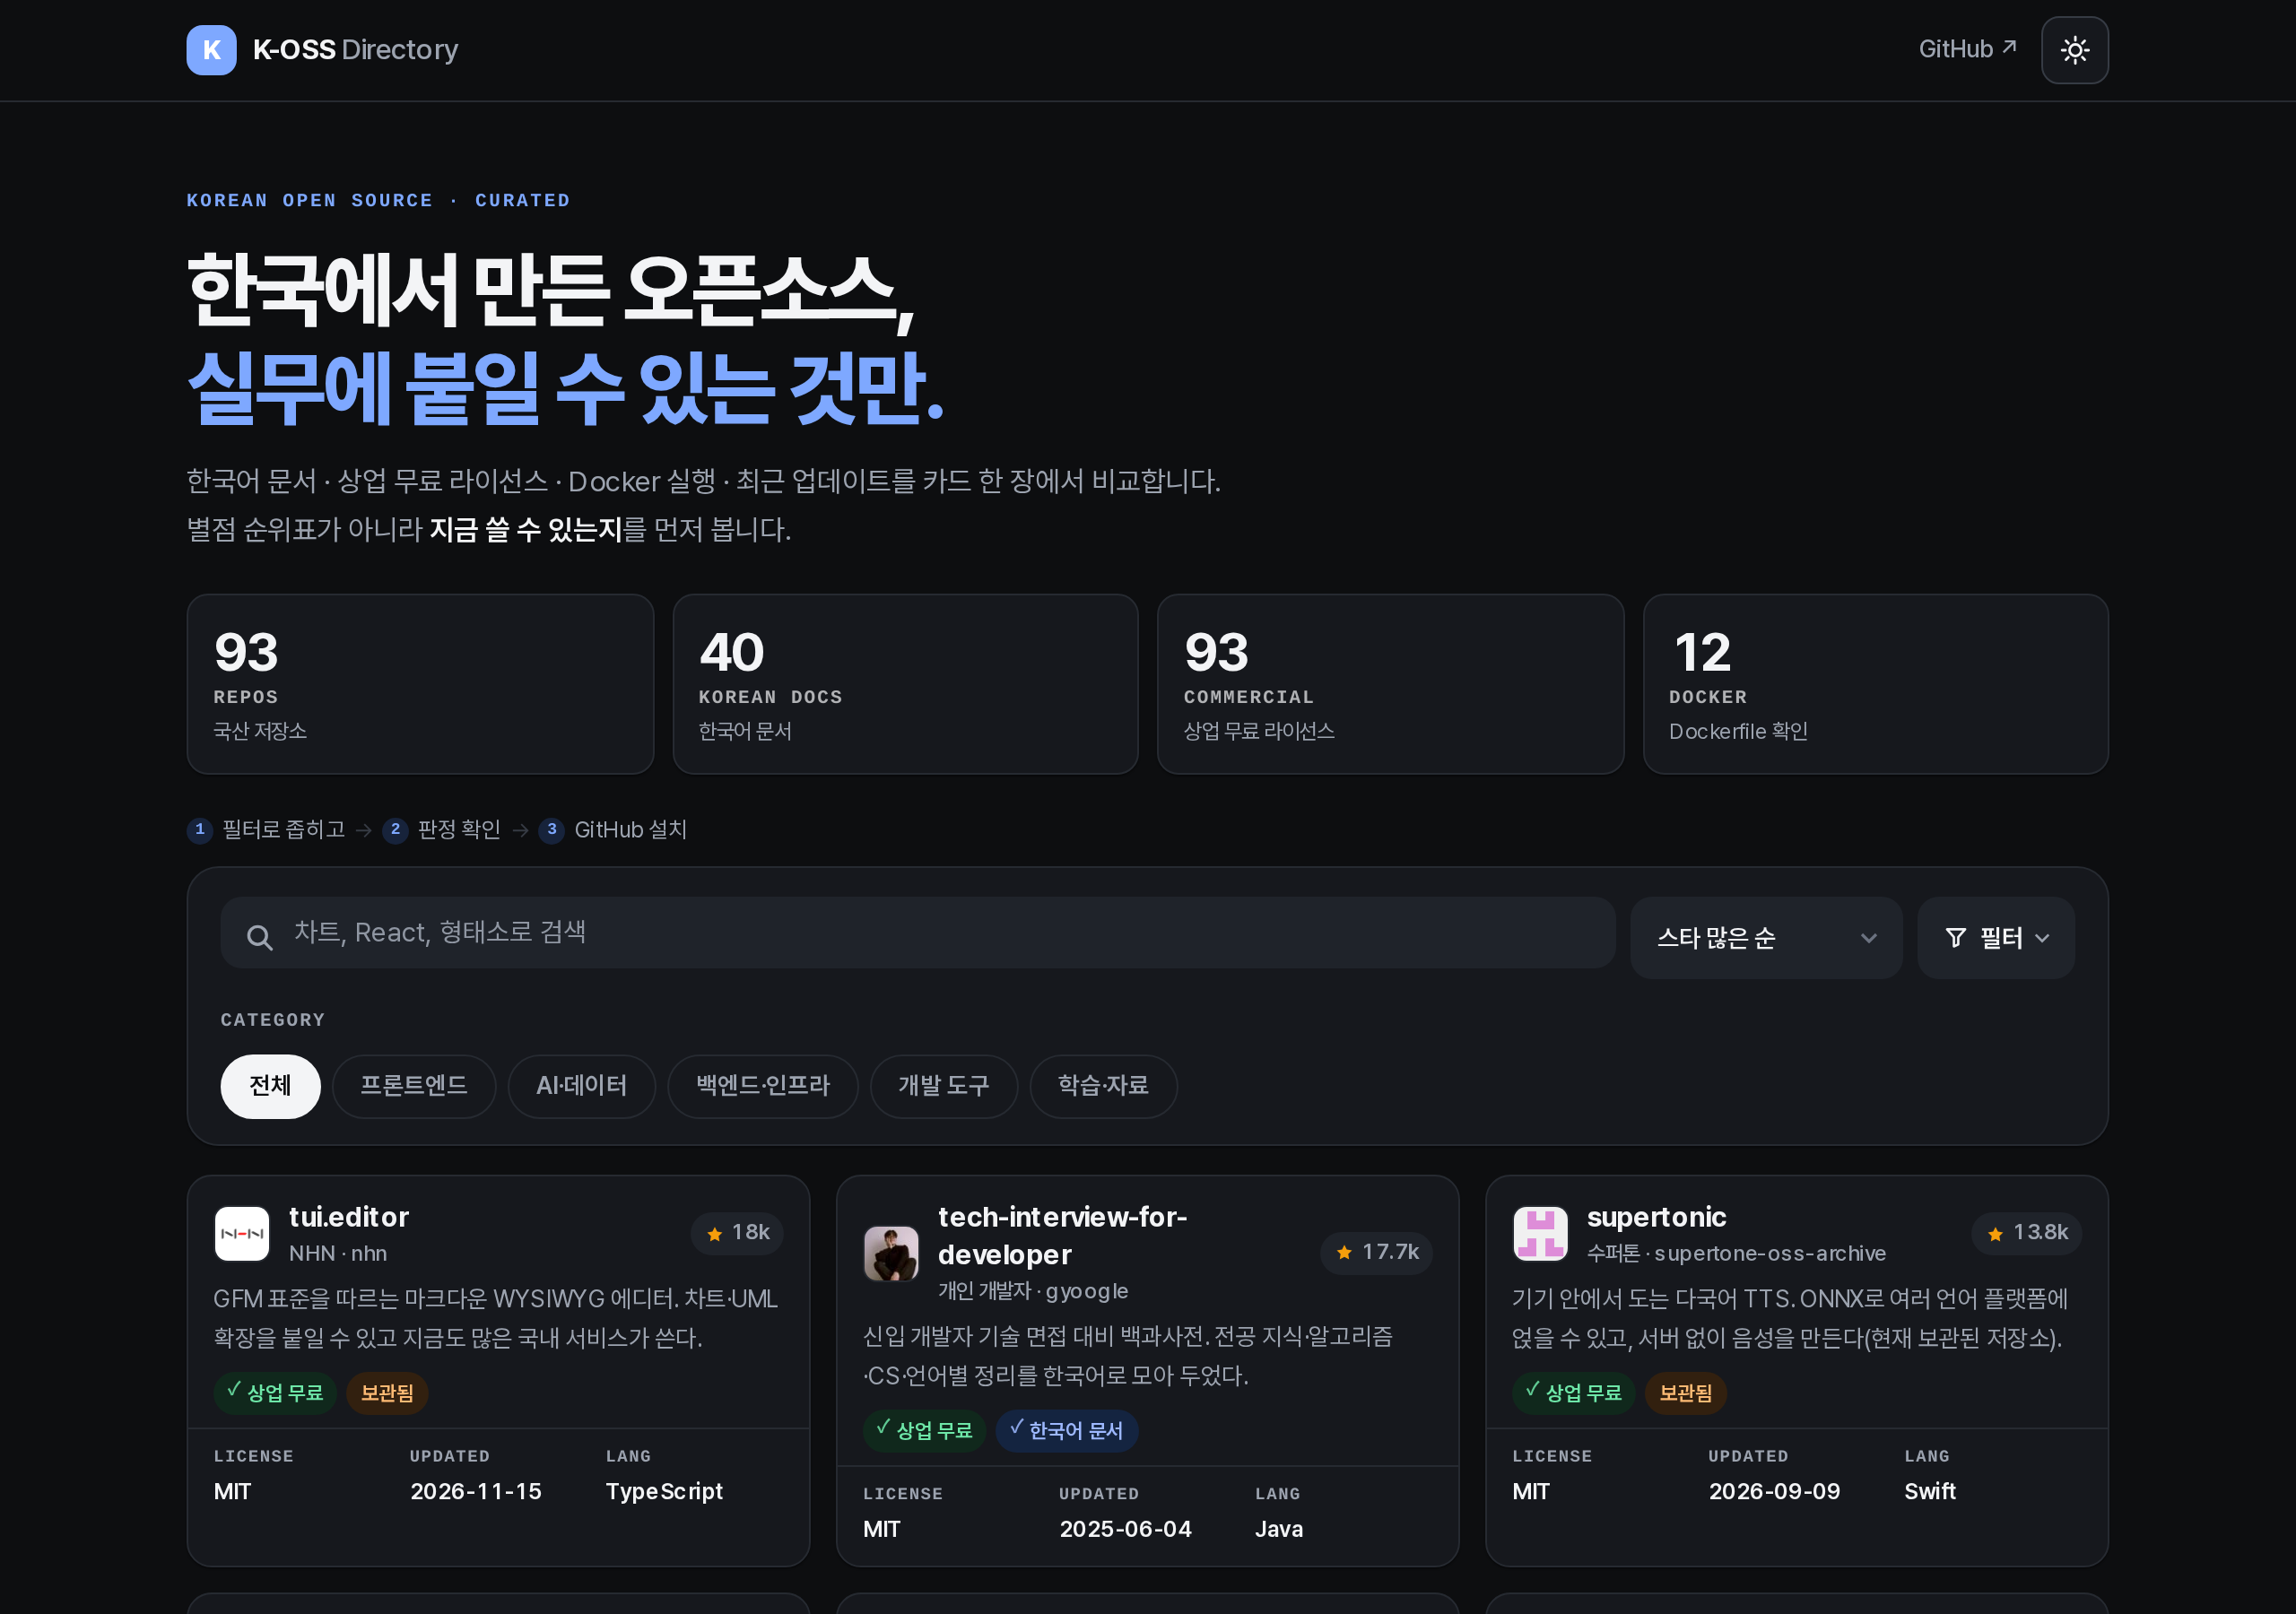 K K-OSS Directory
GitHub ↗
KOREAN OPEN SOURCE · CURATED
한국에서 만든 오픈소스,
실무에 붙일 수 있는 것만.
한국어 문서 · 상업 무료 라이선스 · Docker 실행 · 최근 업데이트를 카드 한 장에서 비교합니다.
별점 순위표가 아니라 지금 쓸 수 있는지를 먼저 봅니다.
93
REPOS
국산 저장소
40
KOREAN DOCS
한국어 문서
93
COMMERCIAL
상업 무료 라이선스
12
DOCKER
Dockerfile 확인
1 필터로 좁히고 → 2 판정 확인 → 3 GitHub 설치
차트, React, 형태소로 검색
스타 많은 순
필터
CATEGORY
전체
프론트엔드
AI·데이터
백엔드·인프라
개발 도구
학습·자료
tui.editor
NHN · nhn
★ 18k
GFM 표준을 따르는 마크다운 WYSIWYG 에디터. 차트·UML
확장을 붙일 수 있고 지금도 많은 국내 서비스가 쓴다.
✓ 상업 무료
보관됨
LICENSE
MIT
UPDATED
2026-11-15
LANG
TypeScript
tech-interview-for-
developer
개인 개발자 · gyoogle
★ 17.7k
신입 개발자 기술 면접 대비 백과사전. 전공 지식·알고리즘
·CS·언어별 정리를 한국어로 모아 두었다.
✓ 상업 무료
✓ 한국어 문서
LICENSE
MIT
UPDATED
2025-06-04
LANG
Java
supertonic
수퍼톤 · supertone-oss-archive
★ 13.8k
기기 안에서 도는 다국어 TTS. ONNX로 여러 언어 플랫폼에
얹을 수 있고, 서버 없이 음성을 만든다(현재 보관된 저장소).
✓ 상업 무료
보관됨
LICENSE
MIT
UPDATED
2026-09-09
LANG
Swift